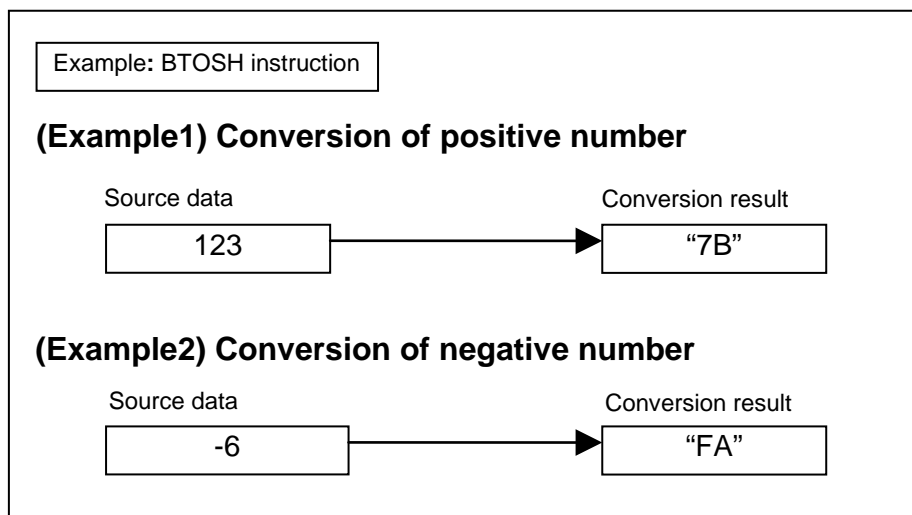 Example: BTOSH instruction
(Example1) Conversion of positive number
Source data
Conversion result
123
“7B”
(Example2) Conversion of negative number
Source data
Conversion result
-6
“FA”